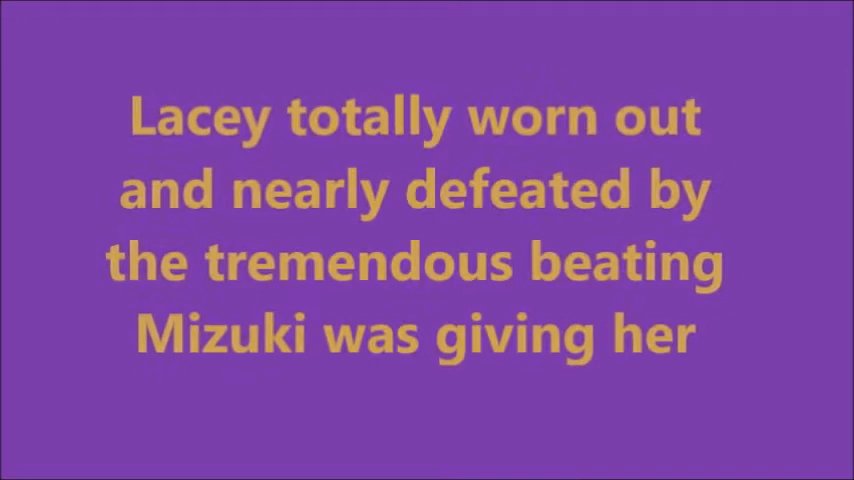 Lacey totally worn out
and nearly defeated by
the tremendous beating
Mizuki was giving her